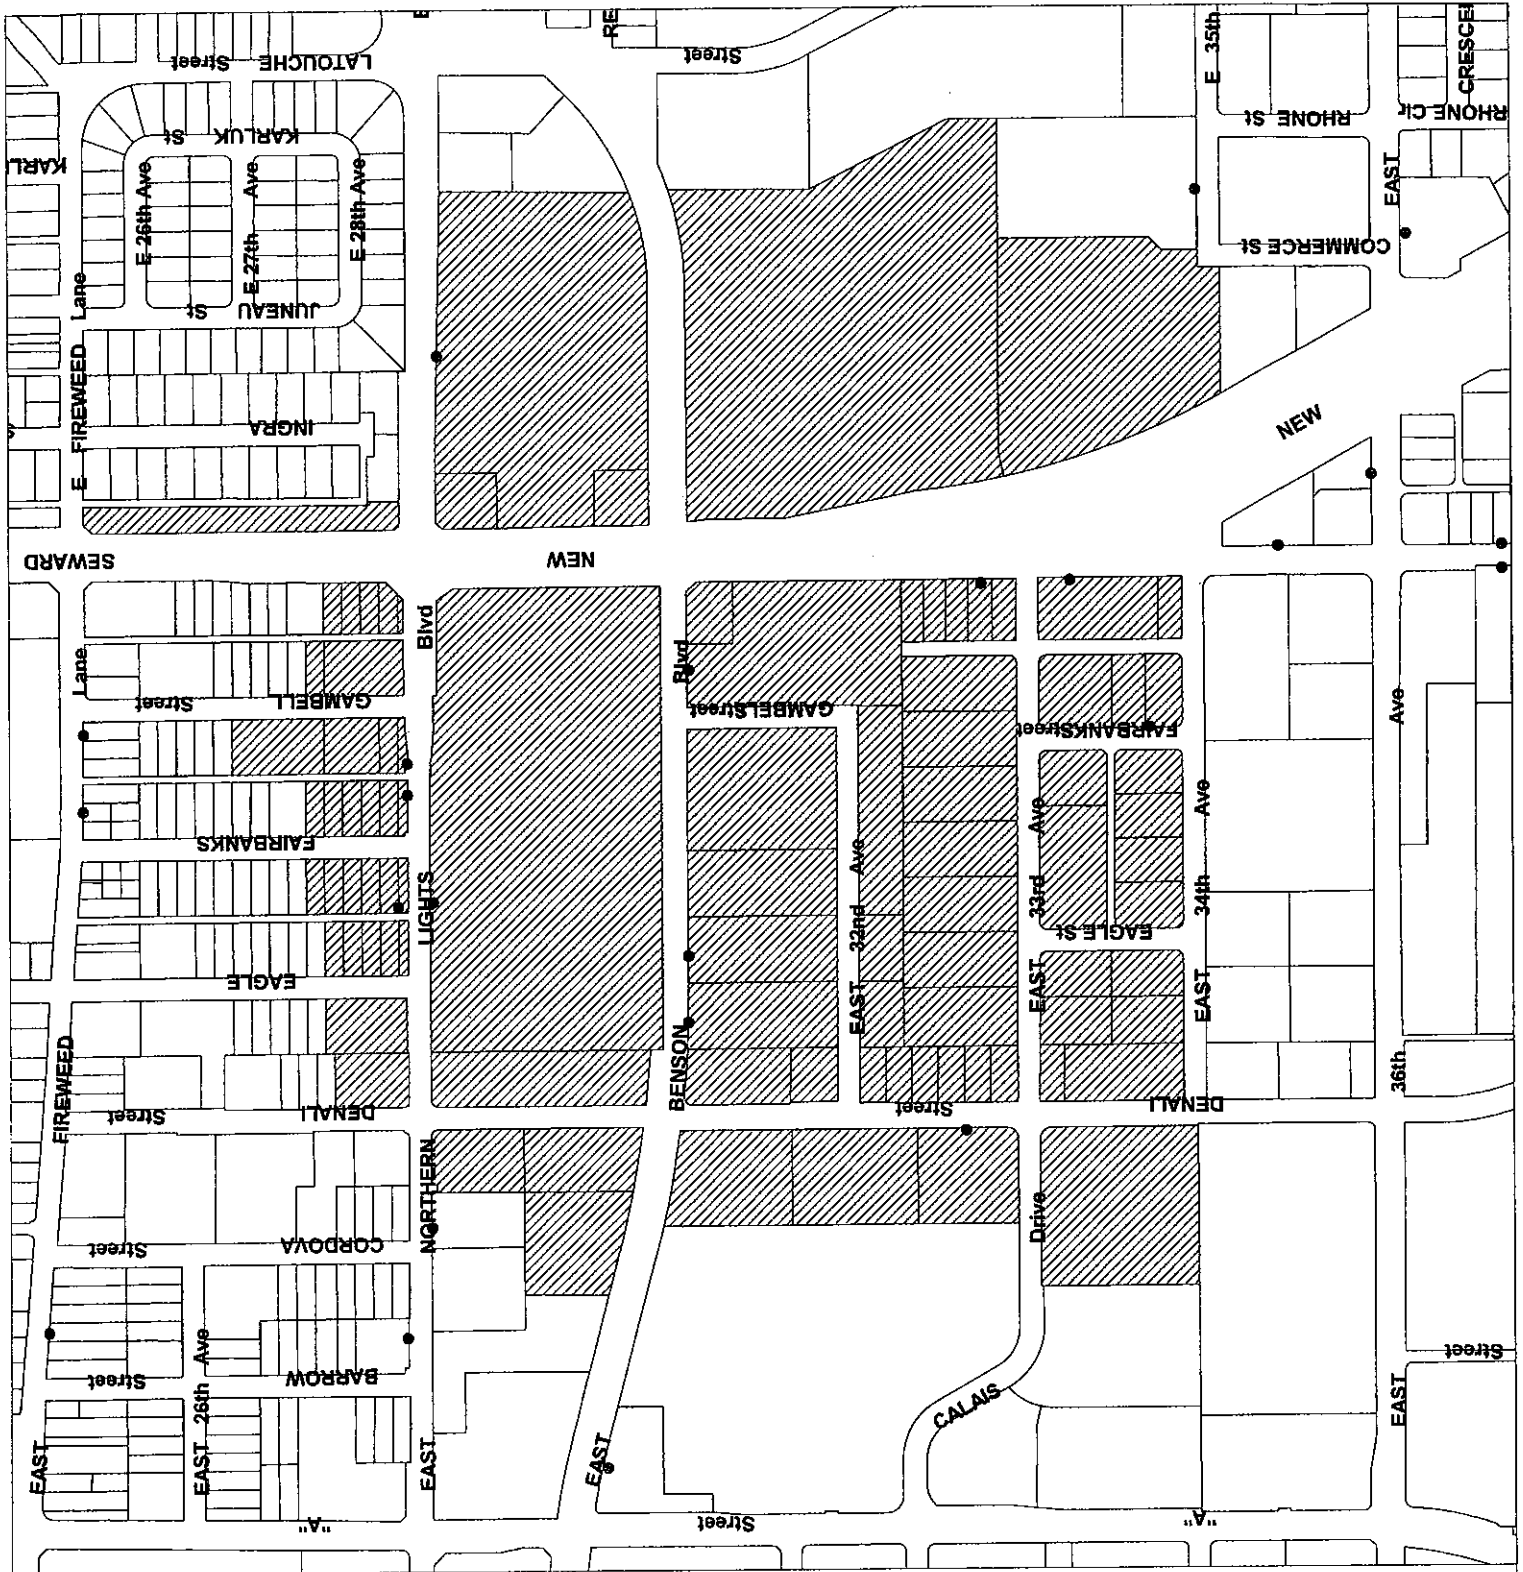 LATOUCHE Street
Street
E 35th
CRESCE
RHONE St
RHONE Cir
KARLUK St
KARL
E 26th Ave
E 27th Ave
E 28th Ave
EAST
COMMERCE St
JUNEAU St
E FIREWEED Lane
INGRA
NEW
SEWARD
NEW
Blvd
Lane
GAMBELL Street
Blvd
GAMBELL Street
FAIRBANKS Street
Ave
FAIRBANKS
LIGHTS
EAST 32nd Ave
EAST 33rd Ave
EAST 34th Ave
EAGLE St
EAGLE
FIREWEED
BENSON
36th
DENALI Street
DENALI Street
NORTHERN
CORDOVA Street
Drive
BARROW Street
EAST 26th Ave
CALAIS
Street
EAST
EAST
EAST
EAST
"A"
Street
"A"